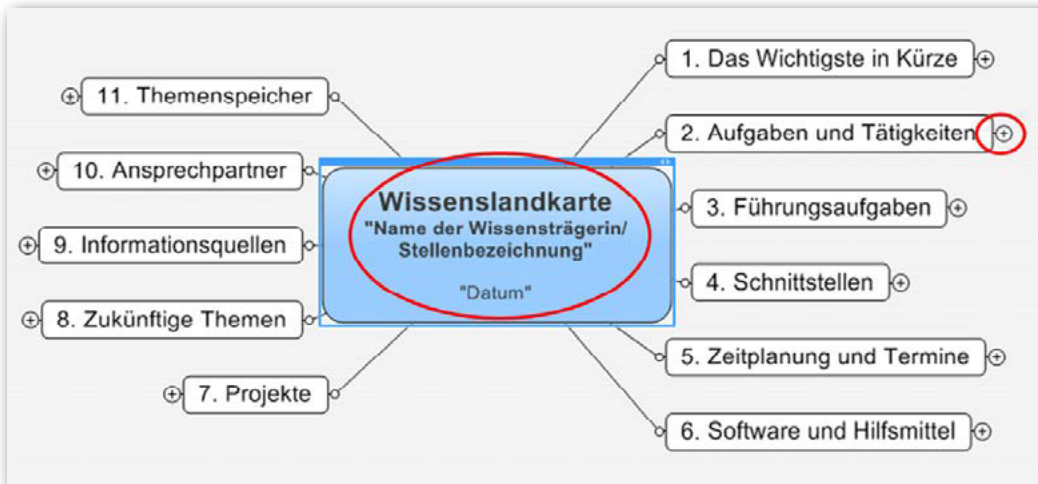 Wissenslandkarte
"Name der Wissensträgerin/
Stellenbezeichnung"
"Datum"
1. Das Wichtigste in Kürze
2. Aufgaben und Tätigkeiten
3. Führungsaufgaben
4. Schnittstellen
5. Zeitplanung und Termine
6. Software und Hilfsmittel
7. Projekte
8. Zukünftige Themen
9. Informationsquellen
10. Ansprechpartner
11. Themenspeicher